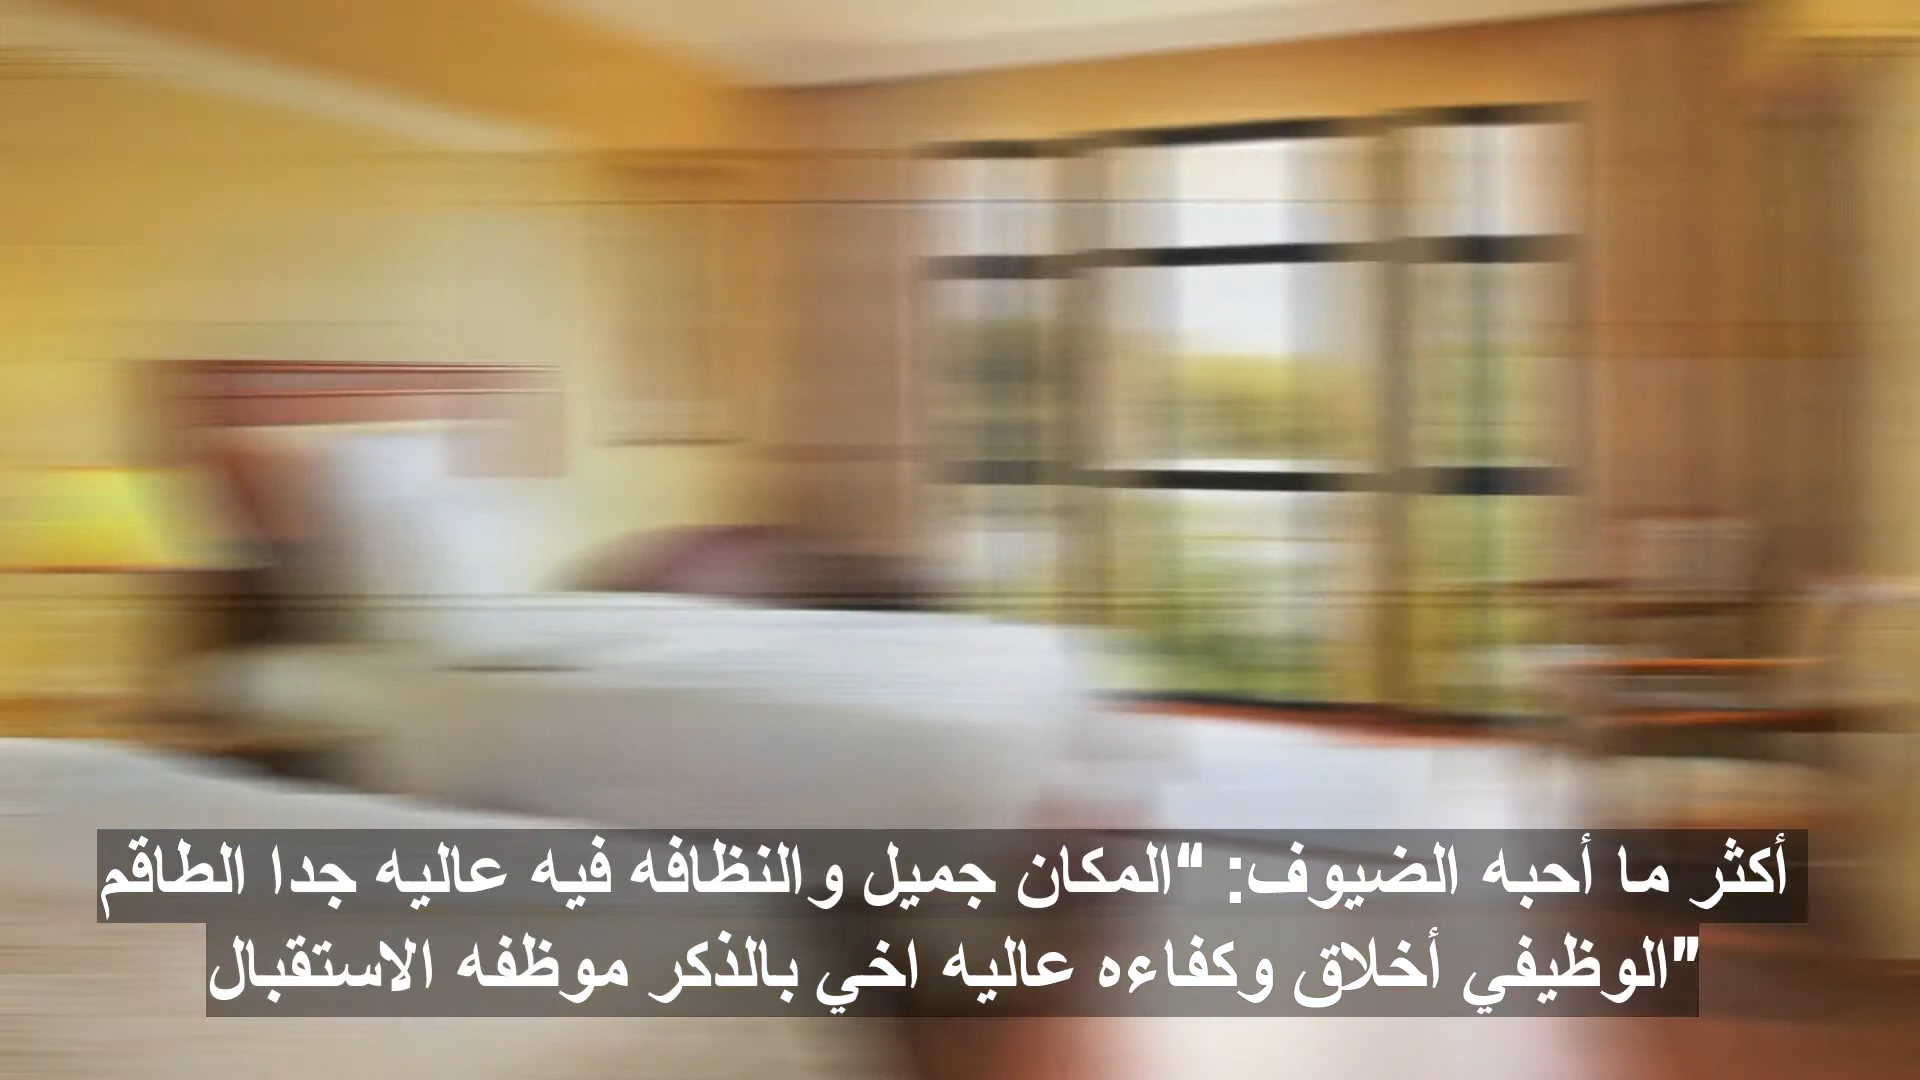 أكثر ما أحبه الضيوف: “المكان جميل والنظافه فيه عاليه جدا الطاقم
الوظيفي أخلاق وكفاءه عاليه اخي بالذكر موظفه الاستقبال”